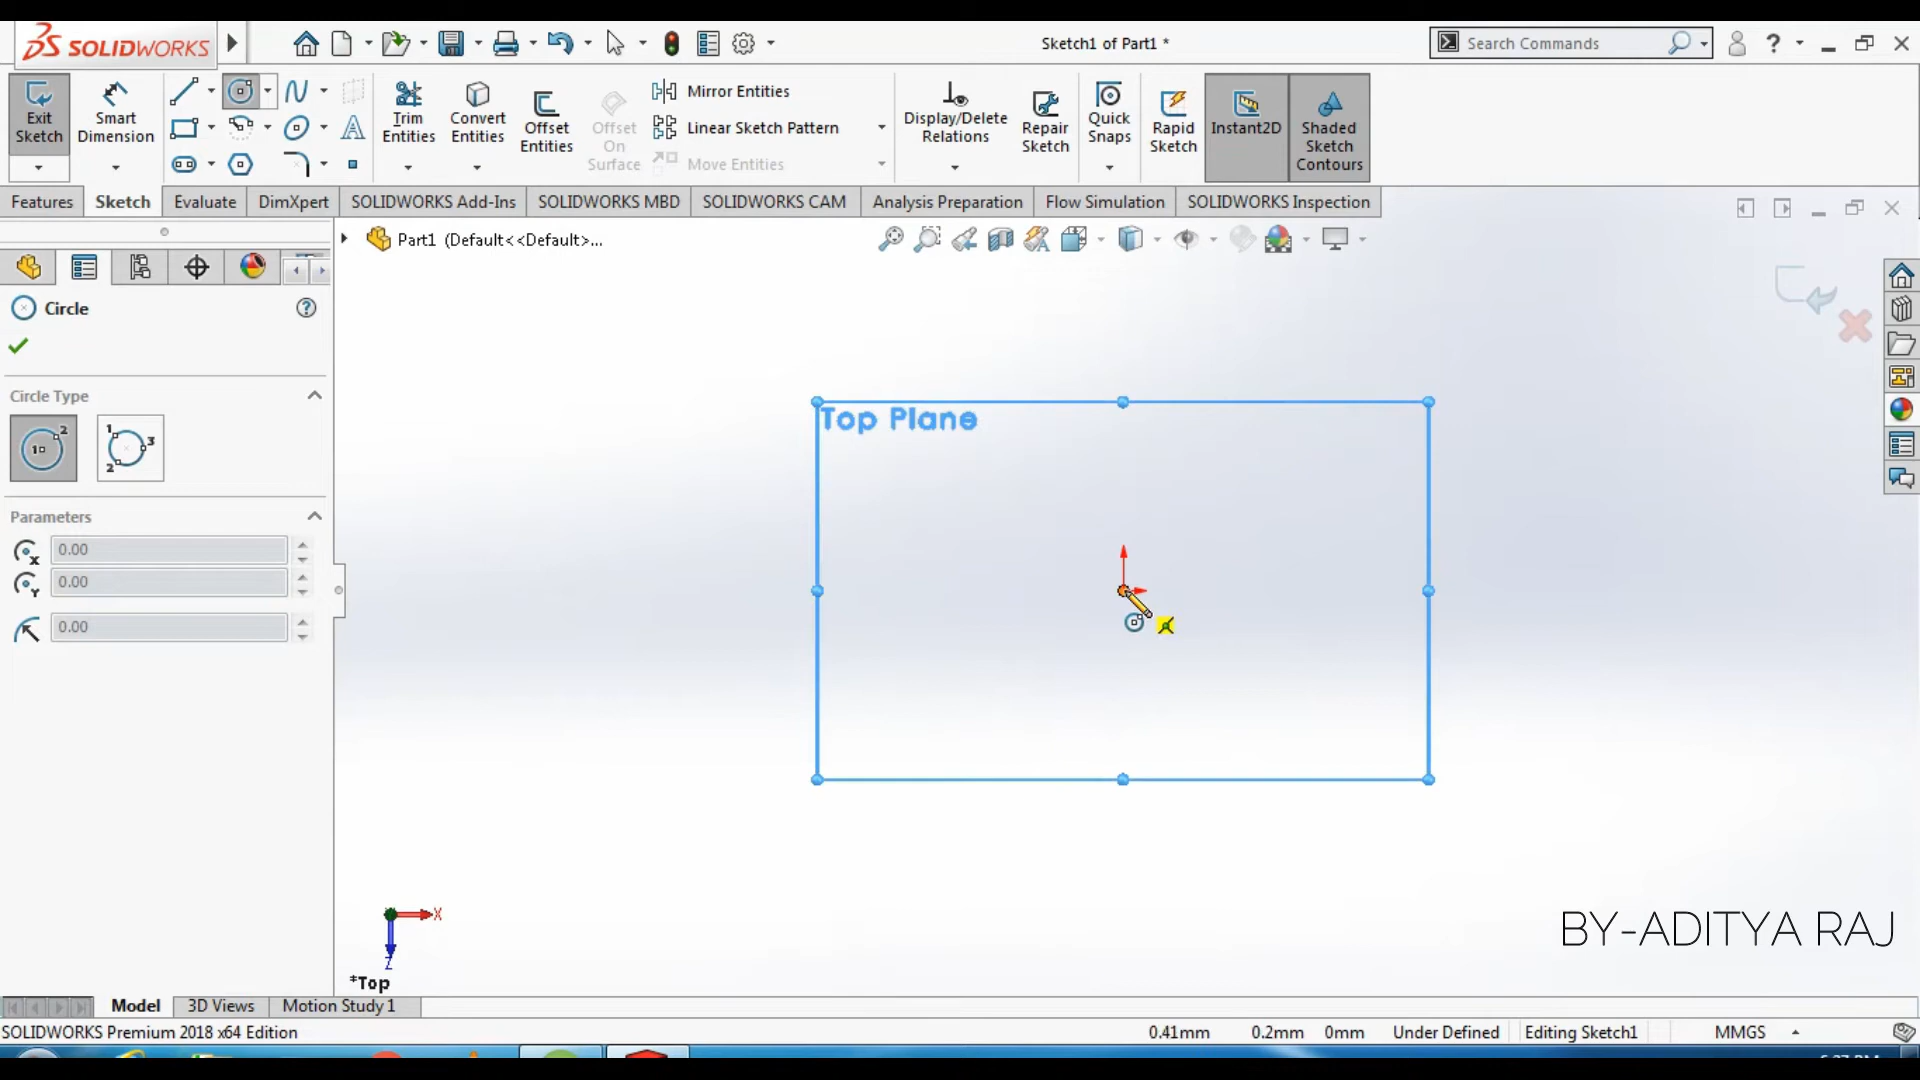 SOLIDWORKS
Sketch1 of Part1 *
Search Commands
?
Exit Sketch
Smart Dimension
Trim Entities
Convert Entities
Offset Entities
Offset On Surface
Mirror Entities
Linear Sketch Pattern
Move Entities
Display/Delete Relations
Repair Sketch
Quick Snaps
Rapid Sketch
Instant2D
Shaded Sketch Contours
Features
Sketch
Evaluate
DimXpert
SOLIDWORKS Add-Ins
SOLIDWORKS MBD
SOLIDWORKS CAM
Analysis Preparation
Flow Simulation
SOLIDWORKS Inspection
Part1 (Default<<Default>...
Circle
?
Circle Type
1 2
1 2 3
Parameters
X 0.00
Y 0.00
0.00
Top Plane
X
Z
*Top
BY-ADITYA RAJ
Model
3D Views
Motion Study 1
SOLIDWORKS Premium 2018 x64 Edition
0.41mm
0.2mm
0mm
Under Defined
Editing Sketch1
MMGS